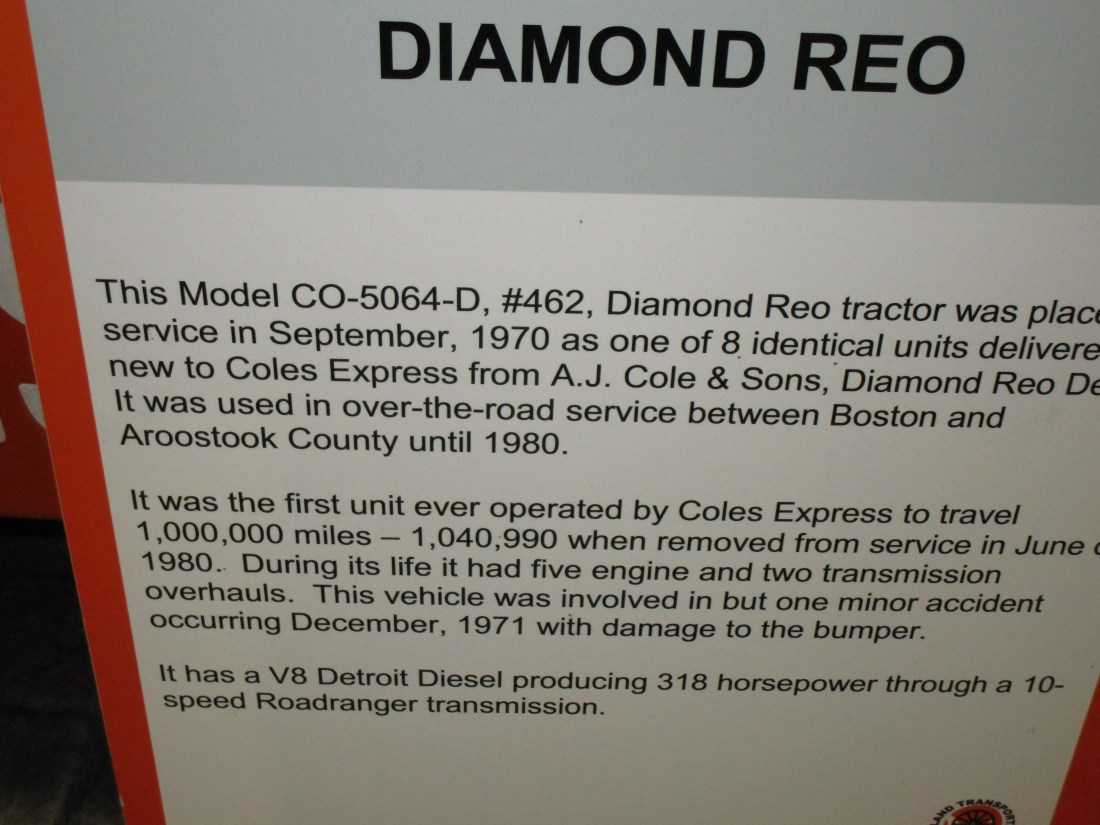 DIAMOND REO
This Model CO-5064-D, #462, Diamond Reo tractor was
service in September, 1970 as one of 8 identical units
new to Coles Express from A.J. Cole & Sons, Diamond Reo
It was used in over-the-road service between Boston and
Aroostook County until 1980.
It was the first unit ever operated by Coles Express to travel
1,000,000 miles – 1,040,990 when removed from service in June
1980. During its life it had five engine and two transmission
overhauls. This vehicle was involved in but one minor accident
occurring December, 1971 with damage to the bumper.
It has a V8 Detroit Diesel producing 318 horsepower through a 10-
speed Roadranger transmission.